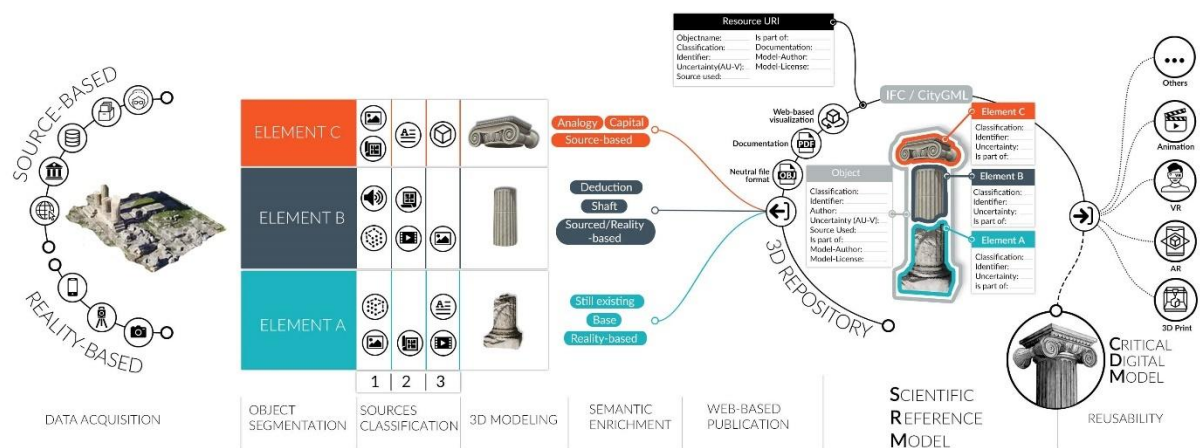 SOURCE-BASED
REALITY-BASED
ELEMENT C
ELEMENT B
ELEMENT A
1 | 2 | 3
Analogy Capital
Source-based
Deduction
Shaft
Sourced/Reality
-based
Still existing
Base
Reality-based
Resource URI
Objectname:
Classification:
Identifier:
Uncertainty(AU-V):
Source used:
Is part of:
Documentation:
Model-Author:
Model-License:
Web-based
visualization
Documentation
PDF
Neutral file
format
OBJ
3D REPOSITORY
IFC / CityGML
Object
Classification:
Identifier:
Author:
Uncertainty (AU-V):
Source Used:
Is part of:
Model-Author:
Model-License:
Element C
Classification:
Identifier:
Uncertainty:
Is part of:
Element B
Classification:
Identifier:
Uncertainty:
Is part of:
Element A
Classification:
Identifier:
Uncertainty:
is part of:
Others
Animation
VR
AR
3D Print
CRITICAL
DIGITAL
MODEL
DATA ACQUISITION
OBJECT
SEGMENTATION
SOURCES
CLASSIFICATION
3D MODELING
SEMANTIC
ENRICHMENT
WEB-BASED
PUBLICATION
SCIENTIFIC
REFERENCE
MODEL
REUSABILITY